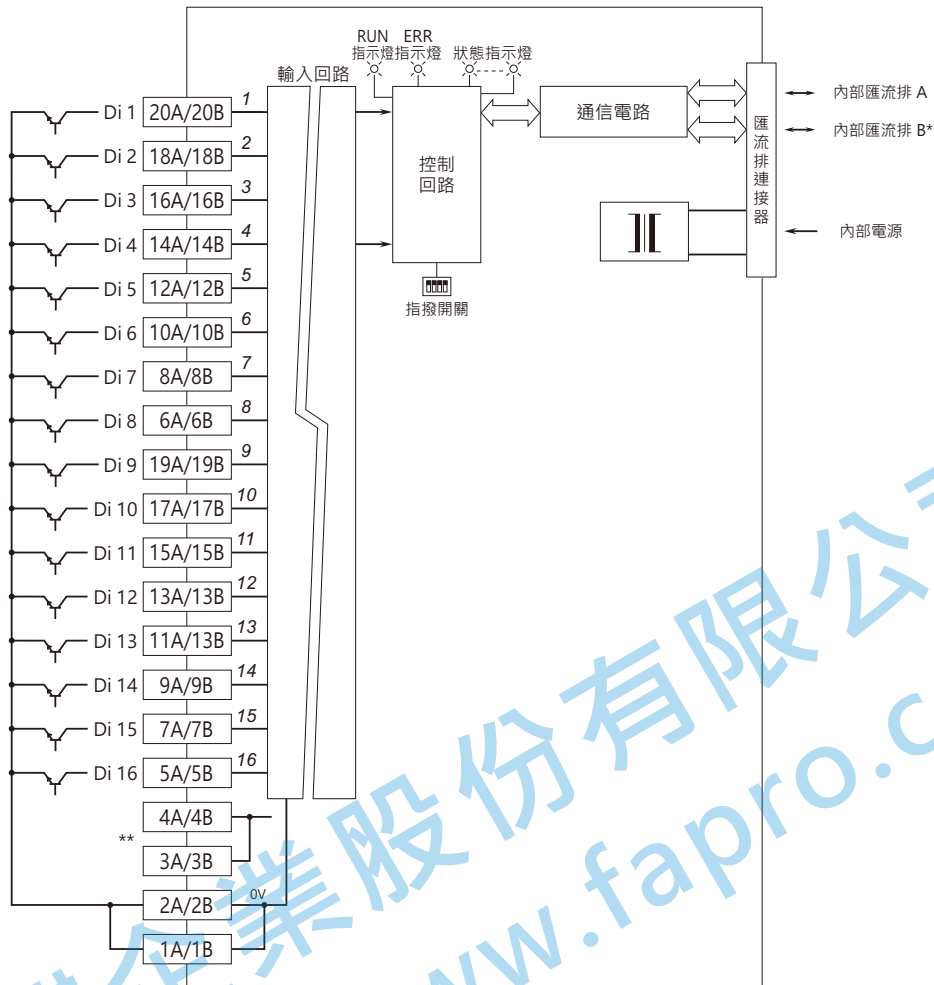 RUN ERR
指示燈 指示燈 狀態指示燈
輸入回路
Di 1 20A/20B 1
Di 2 18A/18B 2
Di 3 16A/16B 3
Di 4 14A/14B 4
Di 5 12A/12B 5
Di 6 10A/10B 6
Di 7 8A/8B 7
Di 8 6A/6B 8
Di 9 19A/19B 9
Di 10 17A/17B 10
Di 11 15A/15B 11
Di 12 13A/13B 12
Di 13 11A/13B 13
Di 14 9A/9B 14
Di 15 7A/7B 15
Di 16 5A/5B 16
4A/4B
**
3A/3B
2A/2B 0V
1A/1B
控制
回路
指撥開關
通信電路
匯流排連接器
內部匯流排 A
內部匯流排 B*
內部電源
企業股份有限公
www.fapro.c